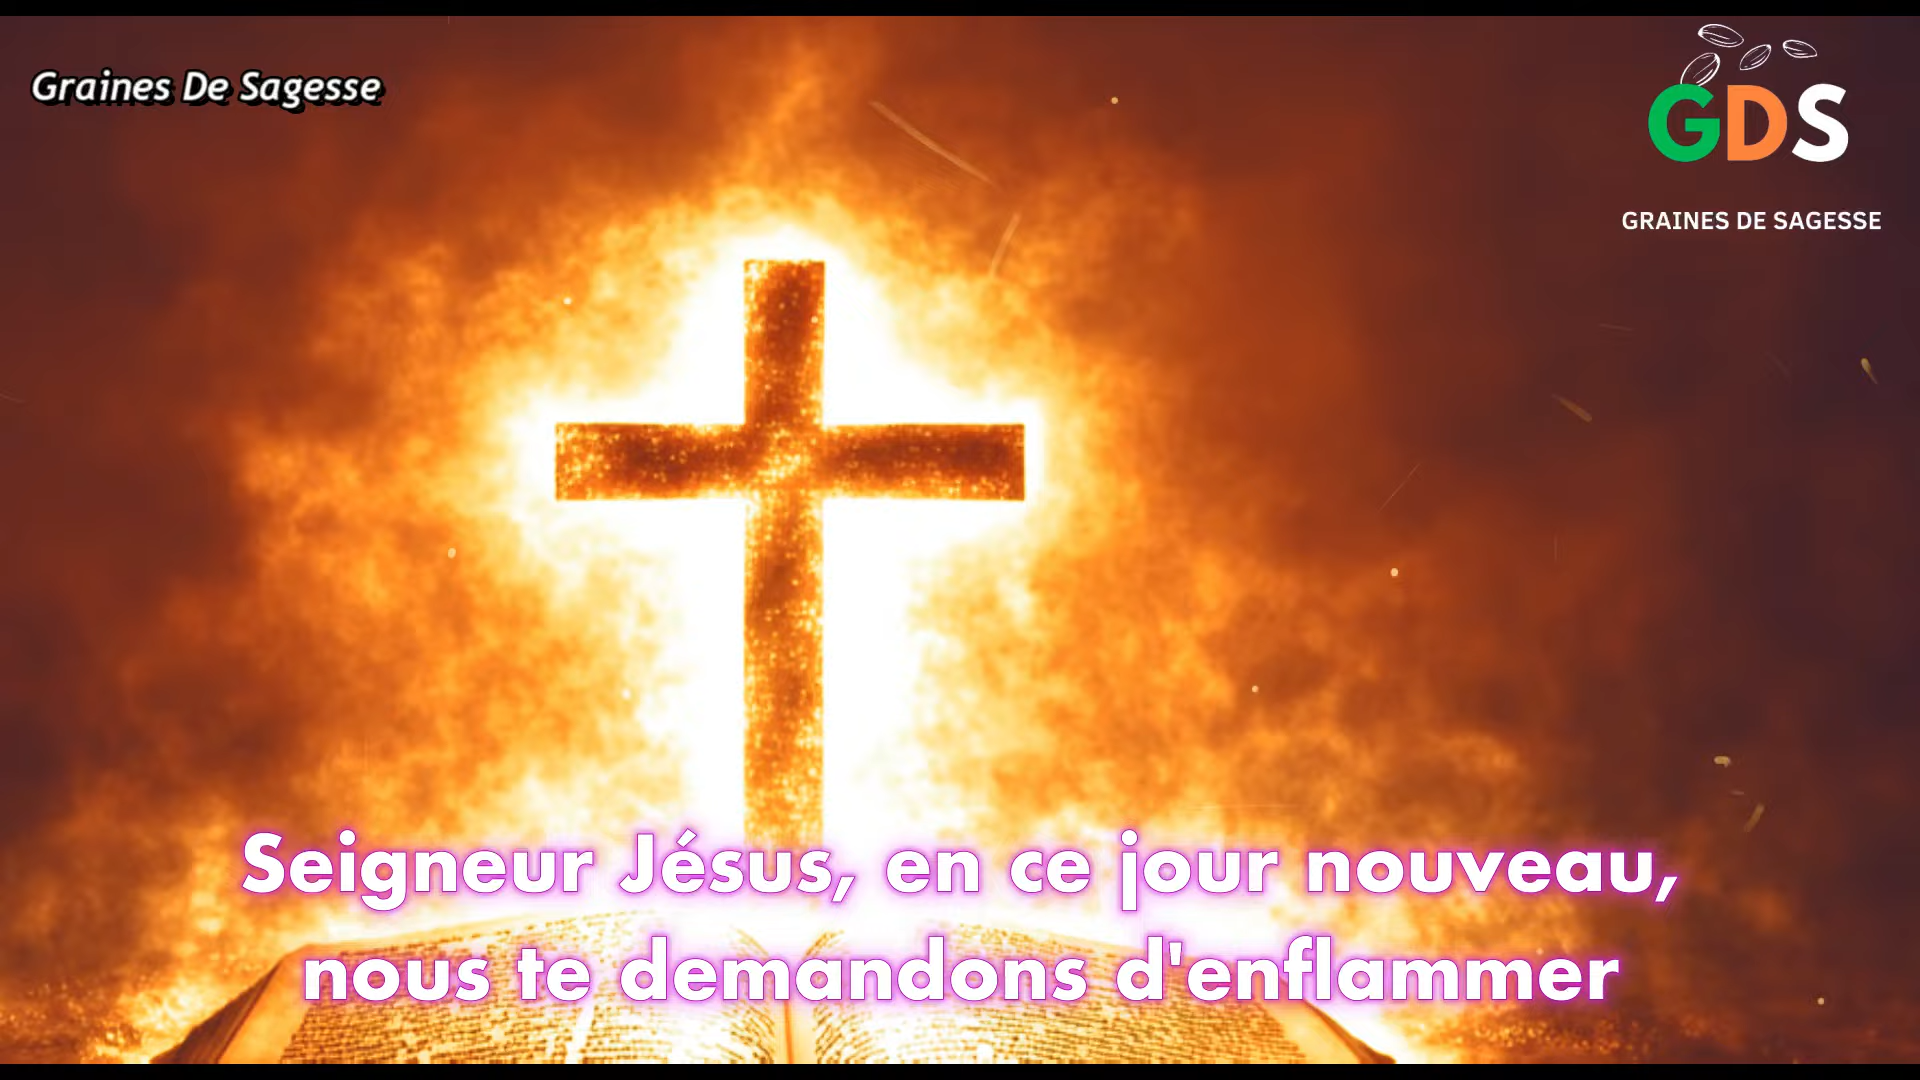 Graines De Sagesse
GDS
GRAINES DE SAGESSE
Seigneur Jésus, en ce jour nouveau,
nous te demandons d'enflammer